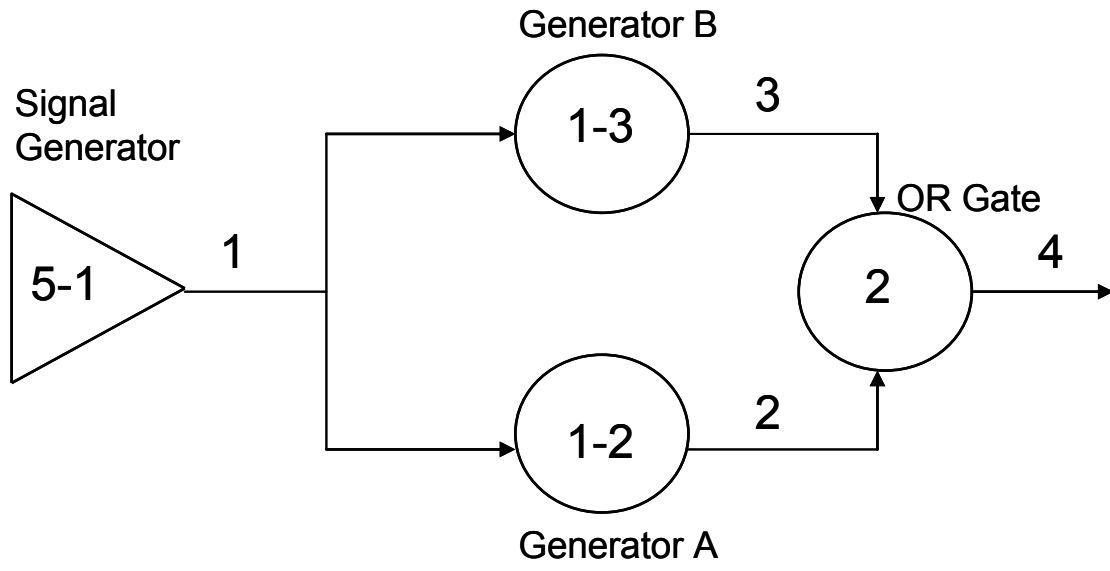 Generator B
Signal
Generator
1-3
3
OR Gate
5-1
1
2
4
1-2
2
Generator A